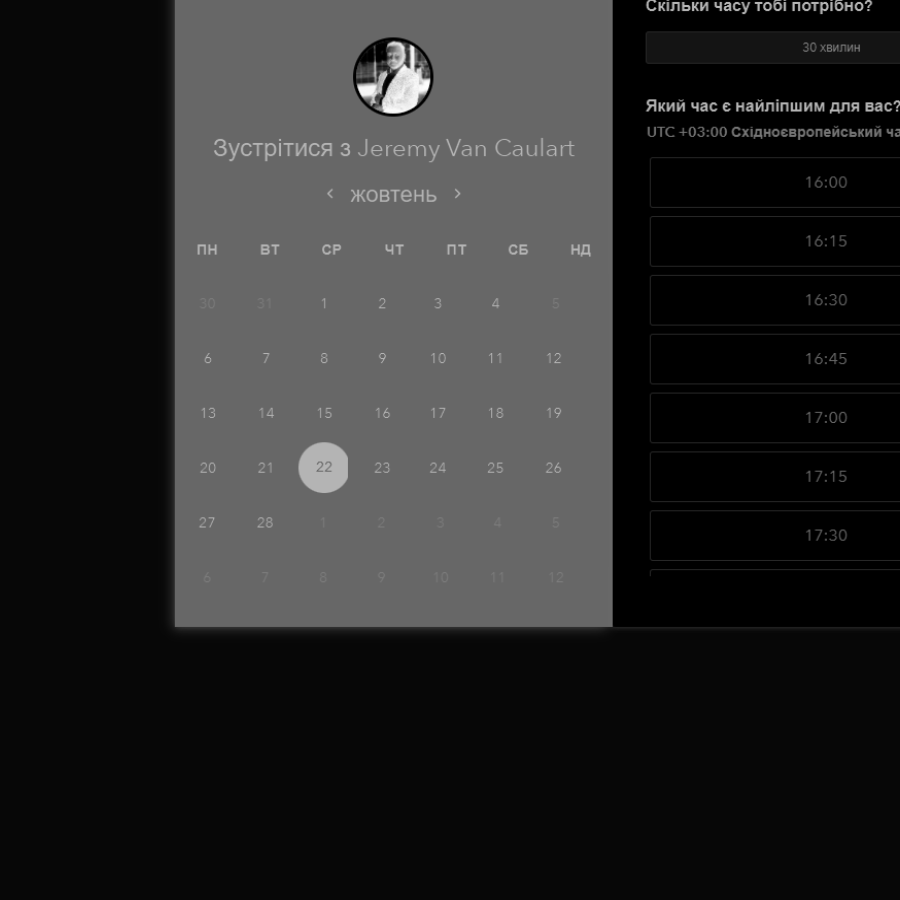 Зустрітися з Jeremy Van Caulart
жовтень
ПН ВТ СР ЧТ ПТ СБ НД
30 31 1 2 3 4 5
6 7 8 9 10 11 12
13 14 15 16 17 18 19
20 21 22 23 24 25 26
27 28 1 2 3 4 5
6 7 8 9 10 11 12
Скільки часу тобі потрібно?
30 хвилин
Який час є найліпшим для вас?
UTC +03:00 Східноєвропейський
16:00
16:15
16:30
16:45
17:00
17:15
17:30